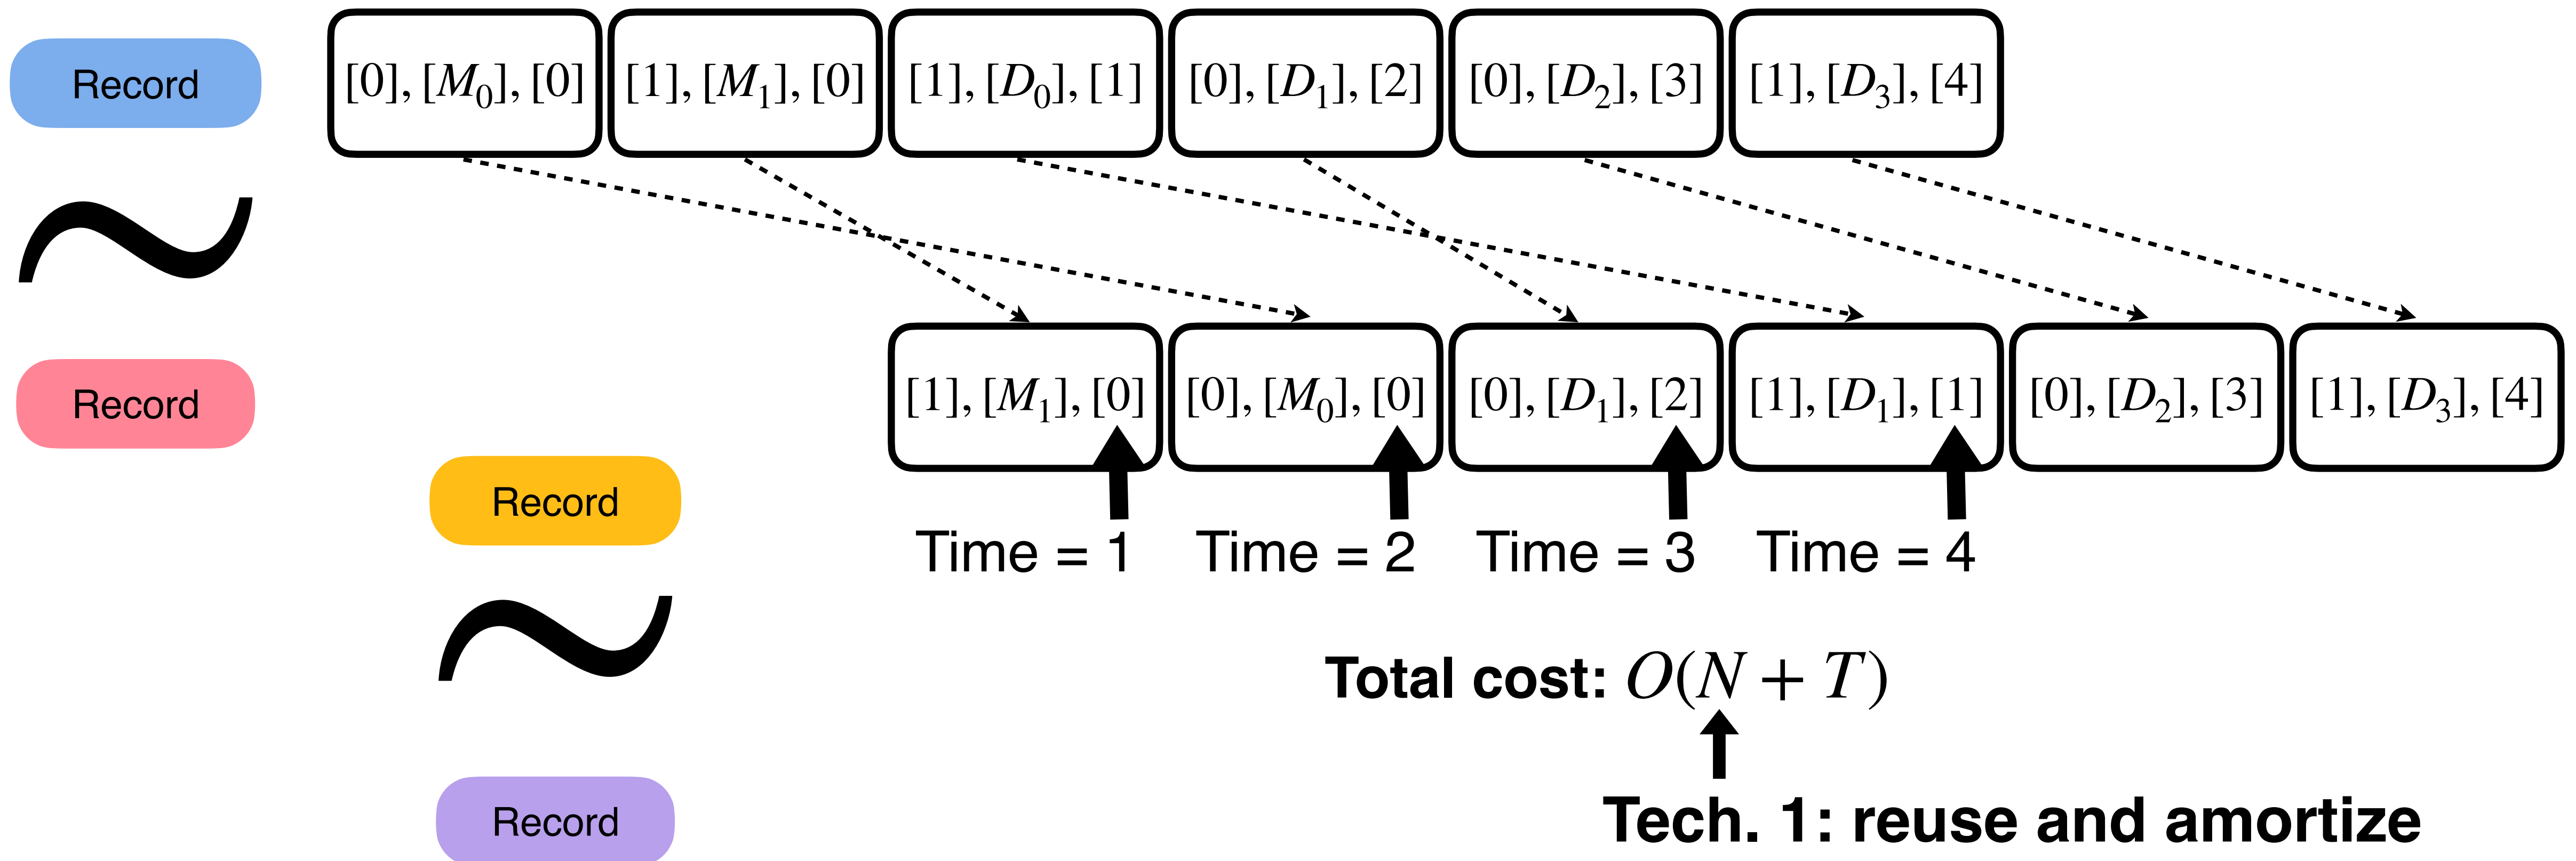 Record [0], [M₀], [0] [1], [M₁], [0] [1], [D₀], [1] [0], [D₁], [2] [0], [D₂], [3] [1], [D₃], [4]
~
Record [1], [M₁], [0] [0], [M₀], [0] [0], [D₁], [2] [1], [D₁], [1] [0], [D₂], [3] [1], [D₃], [4]
Record
Time = 1 Time = 2 Time = 3 Time = 4
~
Total cost: O(N + T)
Record
Tech. 1: reuse and amortize